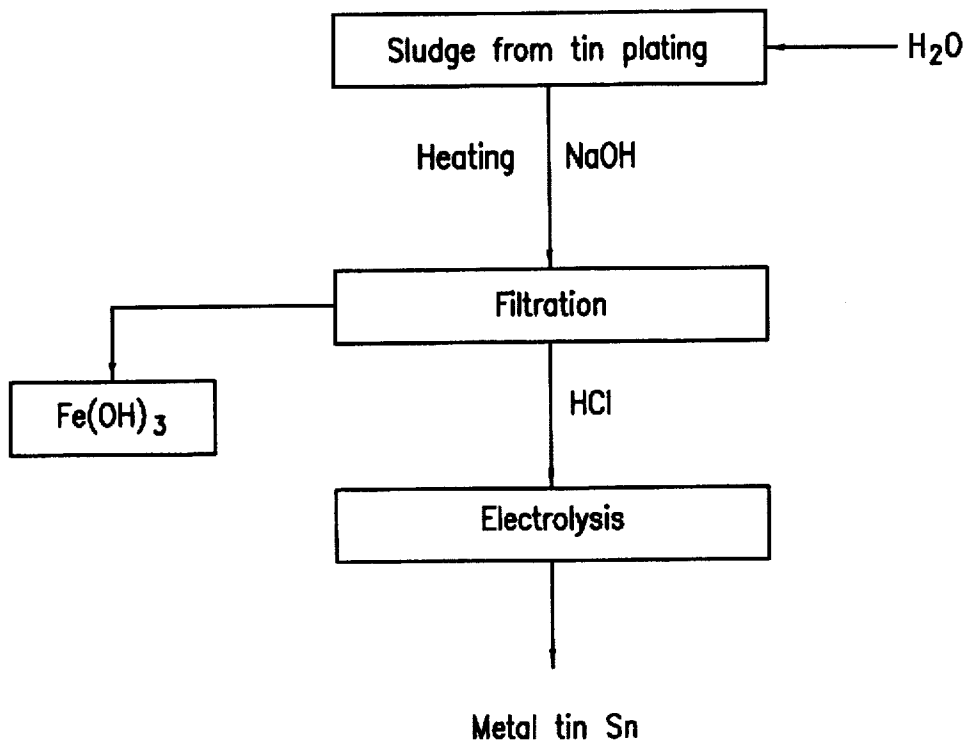 Sludge from tin plating
H₂O
Heating
NaOH
Filtration
Fe(OH)₃
HCl
Electrolysis
Metal tin Sn